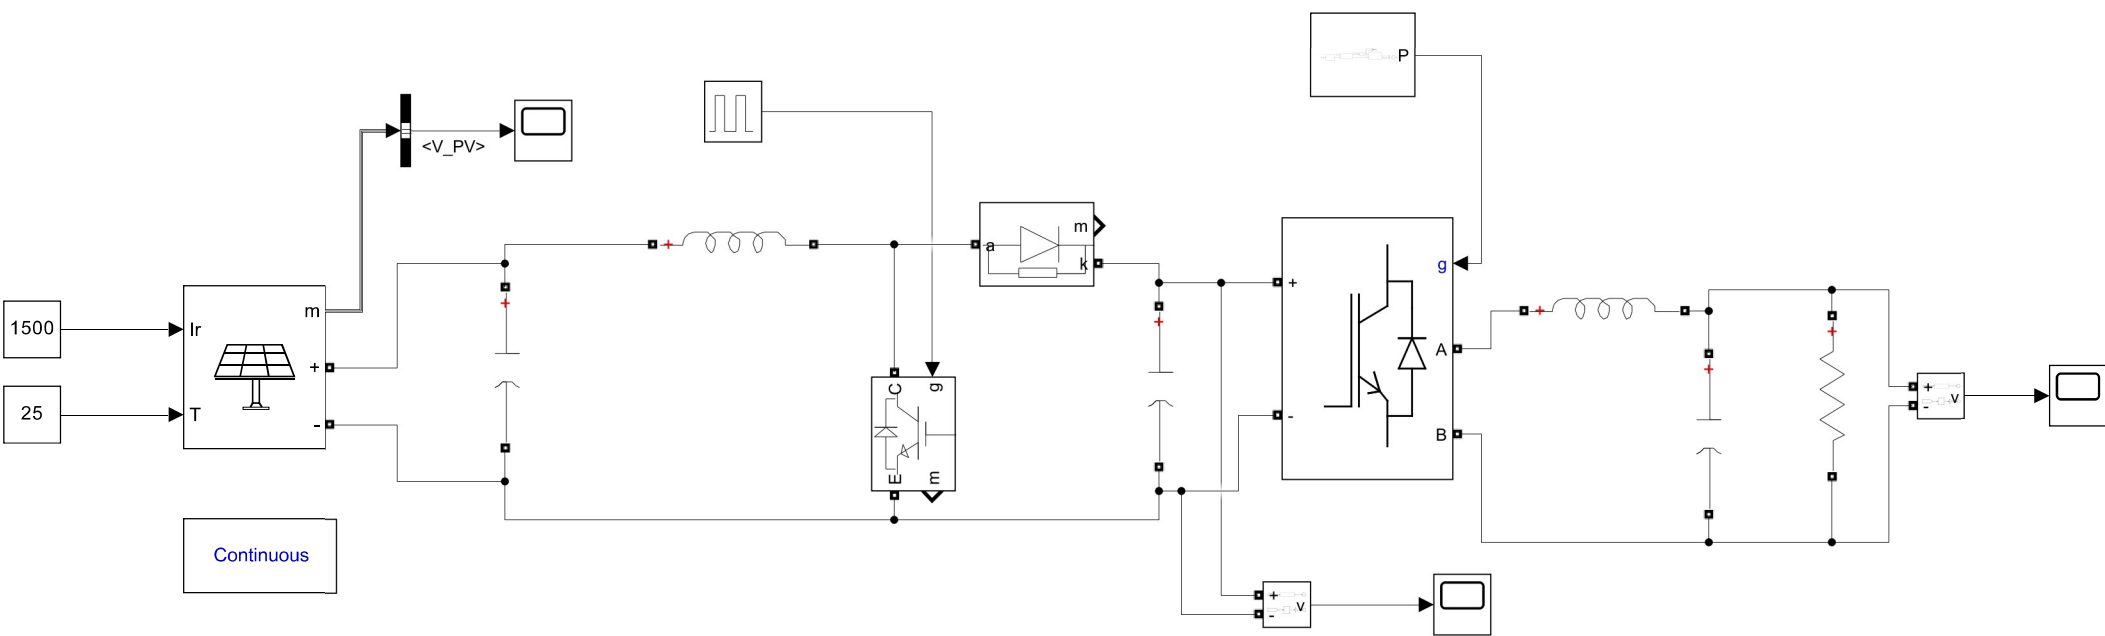 P
<V_PV>
m
a
k
+
g
-
A
B
1500
Ir
m
+
25
T
-
C
g
E
m
+
-
v
Continuous
+
-
v
+
+
+
+
+
+